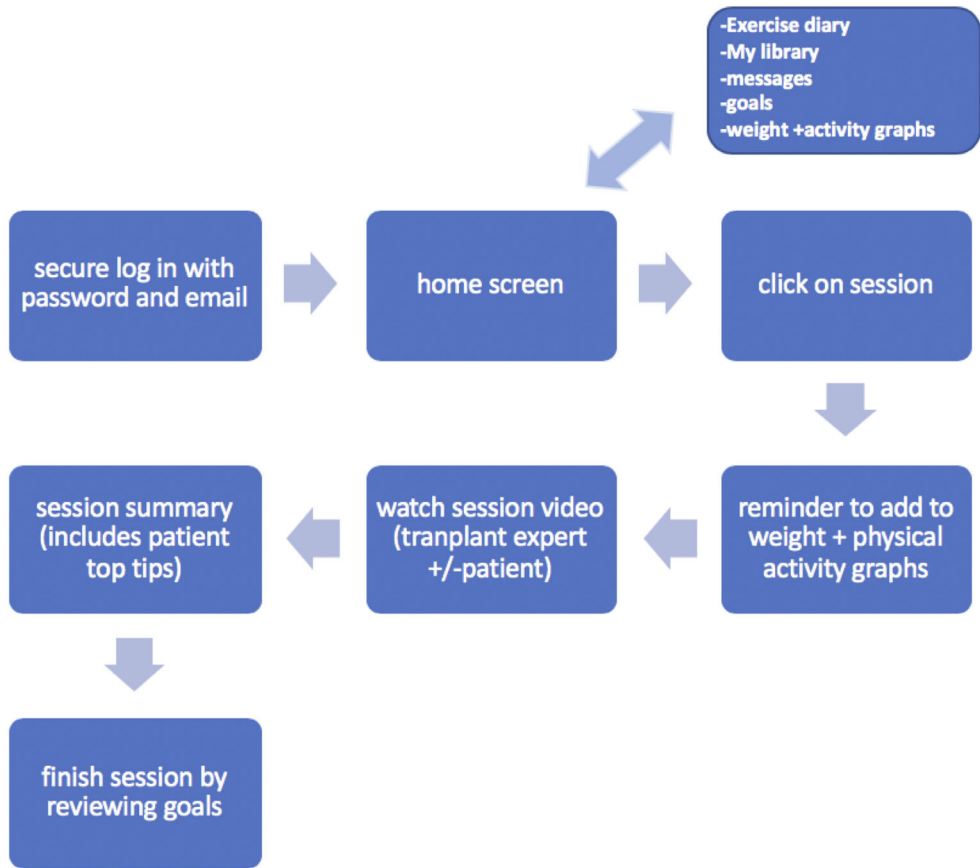 -Exercise diary
-My library
-messages
-goals
-weight +activity graphs
secure log in with
password and email
home screen
click on session
reminder to add to
weight + physical
activity graphs
watch session video
(tranplant expert
+/-patient)
session summary
(includes patient
top tips)
finish session by
reviewing goals